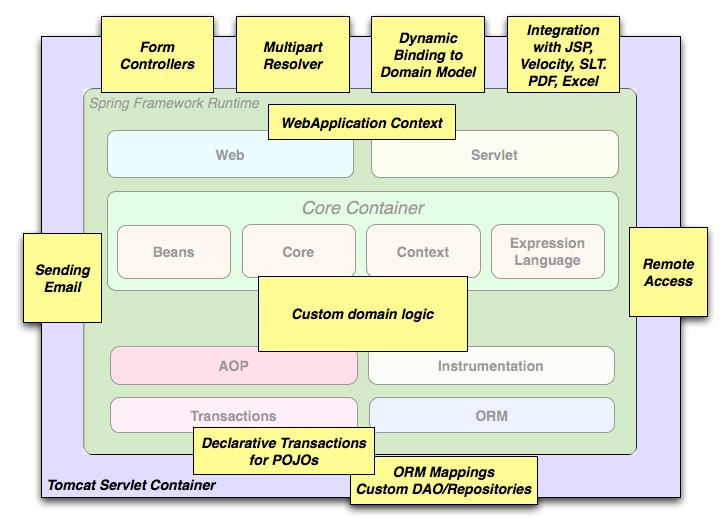 Form
Controllers
Multipart
Resolver
Dynamic
Binding to
Domain Model
Integration
with JSP,
Velocity, SLT.
PDF, Excel
Spring Framework Runtime
WebApplication Context
Web
Servlet
Core Container
Beans
Core
Context
Expression
Language
Sending
Email
Remote
Access
Custom domain logic
AOP
Instrumentation
Transactions
ORM
Declarative Transactions
for POJOs
ORM Mappings
Custom DAO/Repositories
Tomcat Servlet Container